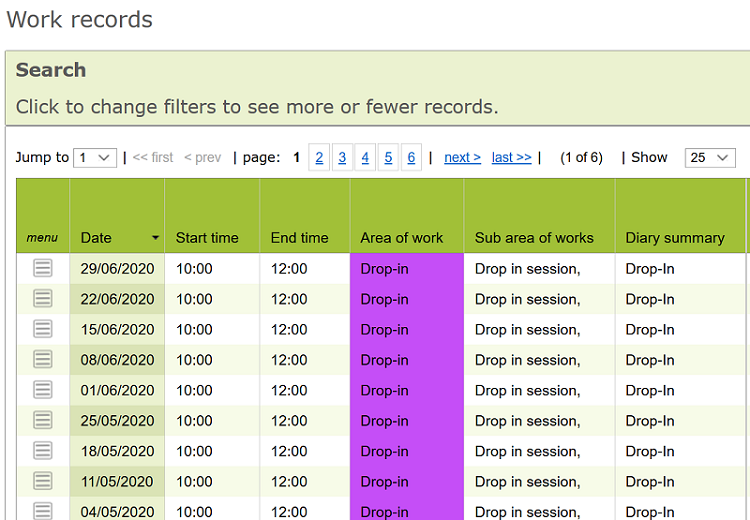 Work records
Search
Click to change filters to see more or fewer records.
Jump to 1 | << first < prev | page: 1 2 3 4 5 6 | next > last >> | (1 of 6) | Show 25
menu Date Start time End time Area of work Sub area of works Diary summary
29/06/2020 10:00 12:00 Drop-in Drop in session, Drop-In
22/06/2020 10:00 12:00 Drop-in Drop in session, Drop-In
15/06/2020 10:00 12:00 Drop-in Drop in session, Drop-In
08/06/2020 10:00 12:00 Drop-in Drop in session, Drop-In
01/06/2020 10:00 12:00 Drop-in Drop in session, Drop-In
25/05/2020 10:00 12:00 Drop-in Drop in session, Drop-In
18/05/2020 10:00 12:00 Drop-in Drop in session, Drop-In
11/05/2020 10:00 12:00 Drop-in Drop in session, Drop-In
04/05/2020 10:00 12:00 Drop-in Drop in session, Drop-In